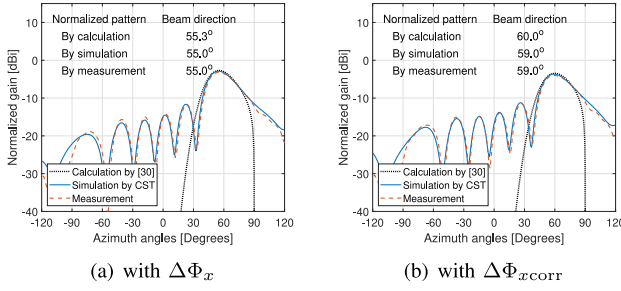 Normalized pattern Beam direction
By calculation 55.3°
By simulation 55.0°
By measurement 55.0°
Normalized gain [dBi]
10
0
-10
-20
-30
-40
Calculation by [30]
Simulation by CST
Measurement
-120 -90 -60 -30 0 30 60 90 120
Azimuth angles [Degrees]
(a) with ΔΦx
Normalized pattern Beam direction
By calculation 60.0°
By simulation 59.0°
By measurement 59.0°
Normalized gain [dBi]
10
0
-10
-20
-30
-40
Calculation by [30]
Simulation by CST
Measurement
-120 -90 -60 -30 0 30 60 90 120
Azimuth angles [Degrees]
(b) with ΔΦxcorr